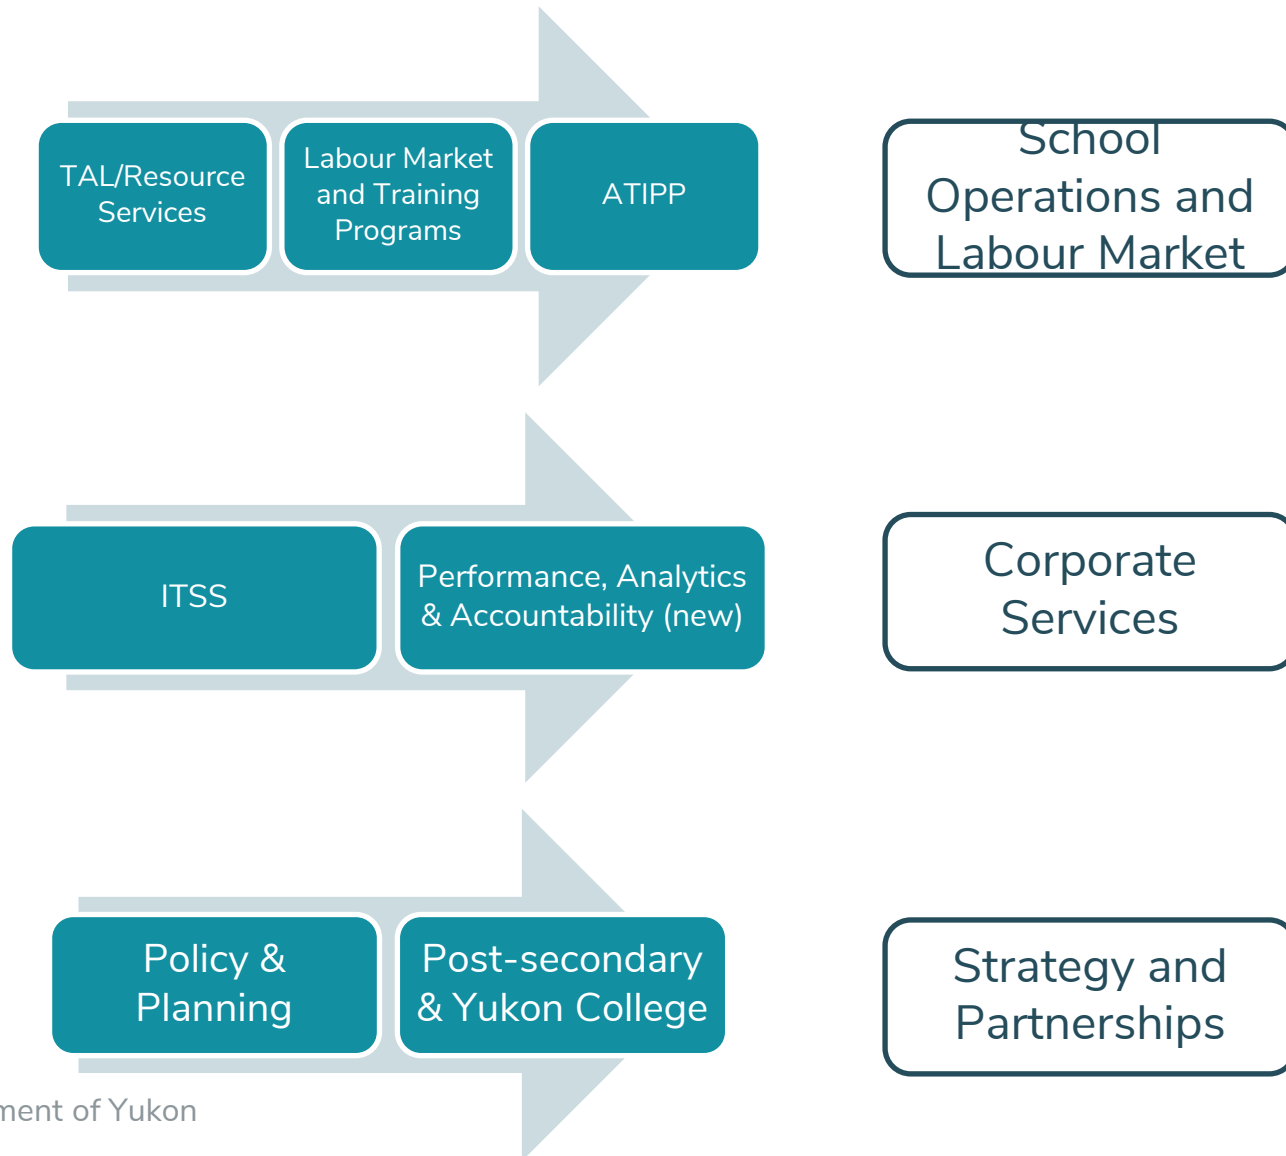 TAL/Resource
Services
Labour Market
and Training
Programs
ATIPP
School
Operations and
Labour Market
ITSS
Performance, Analytics
& Accountability (new)
Corporate
Services
Policy &
Planning
Post-secondary
& Yukon College
Strategy and
Partnerships
ment of Yukon